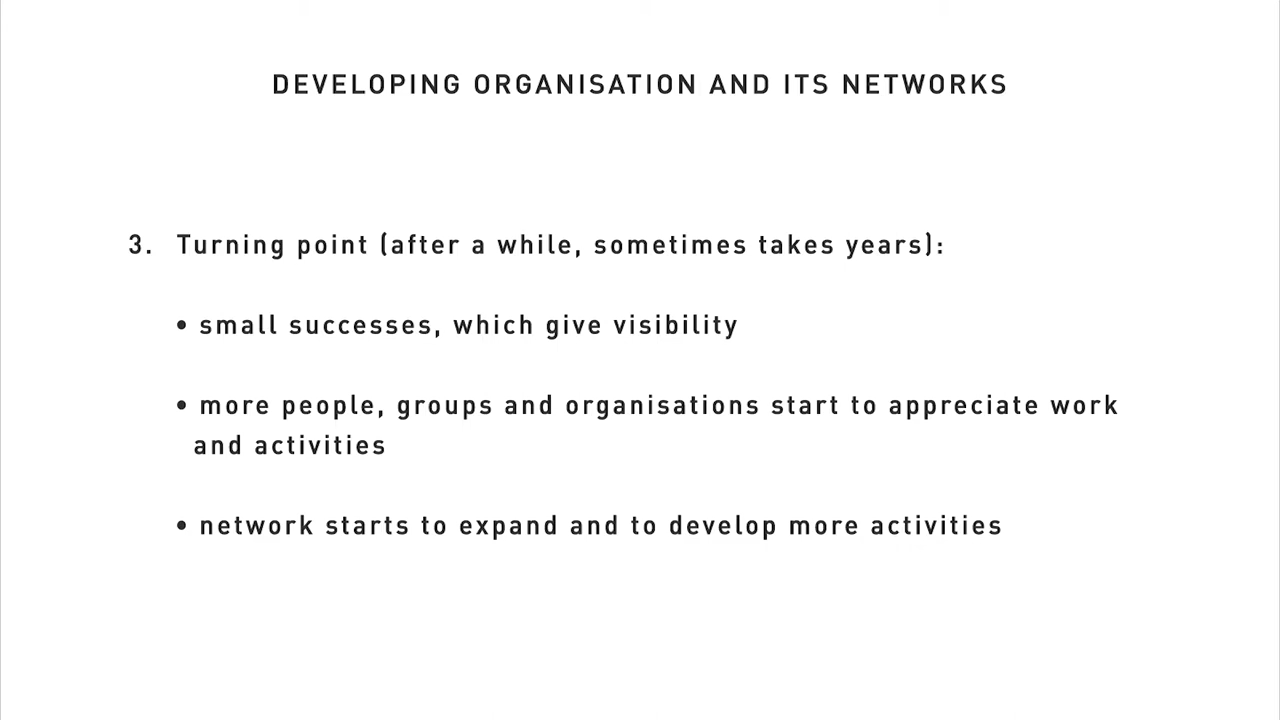 DEVELOPING ORGANISATION AND ITS NETWORKS
3. Turning point (after a while, sometimes takes years):
• small successes, which give visibility
• more people, groups and organisations start to appreciate work
and activities
• network starts to expand and to develop more activities